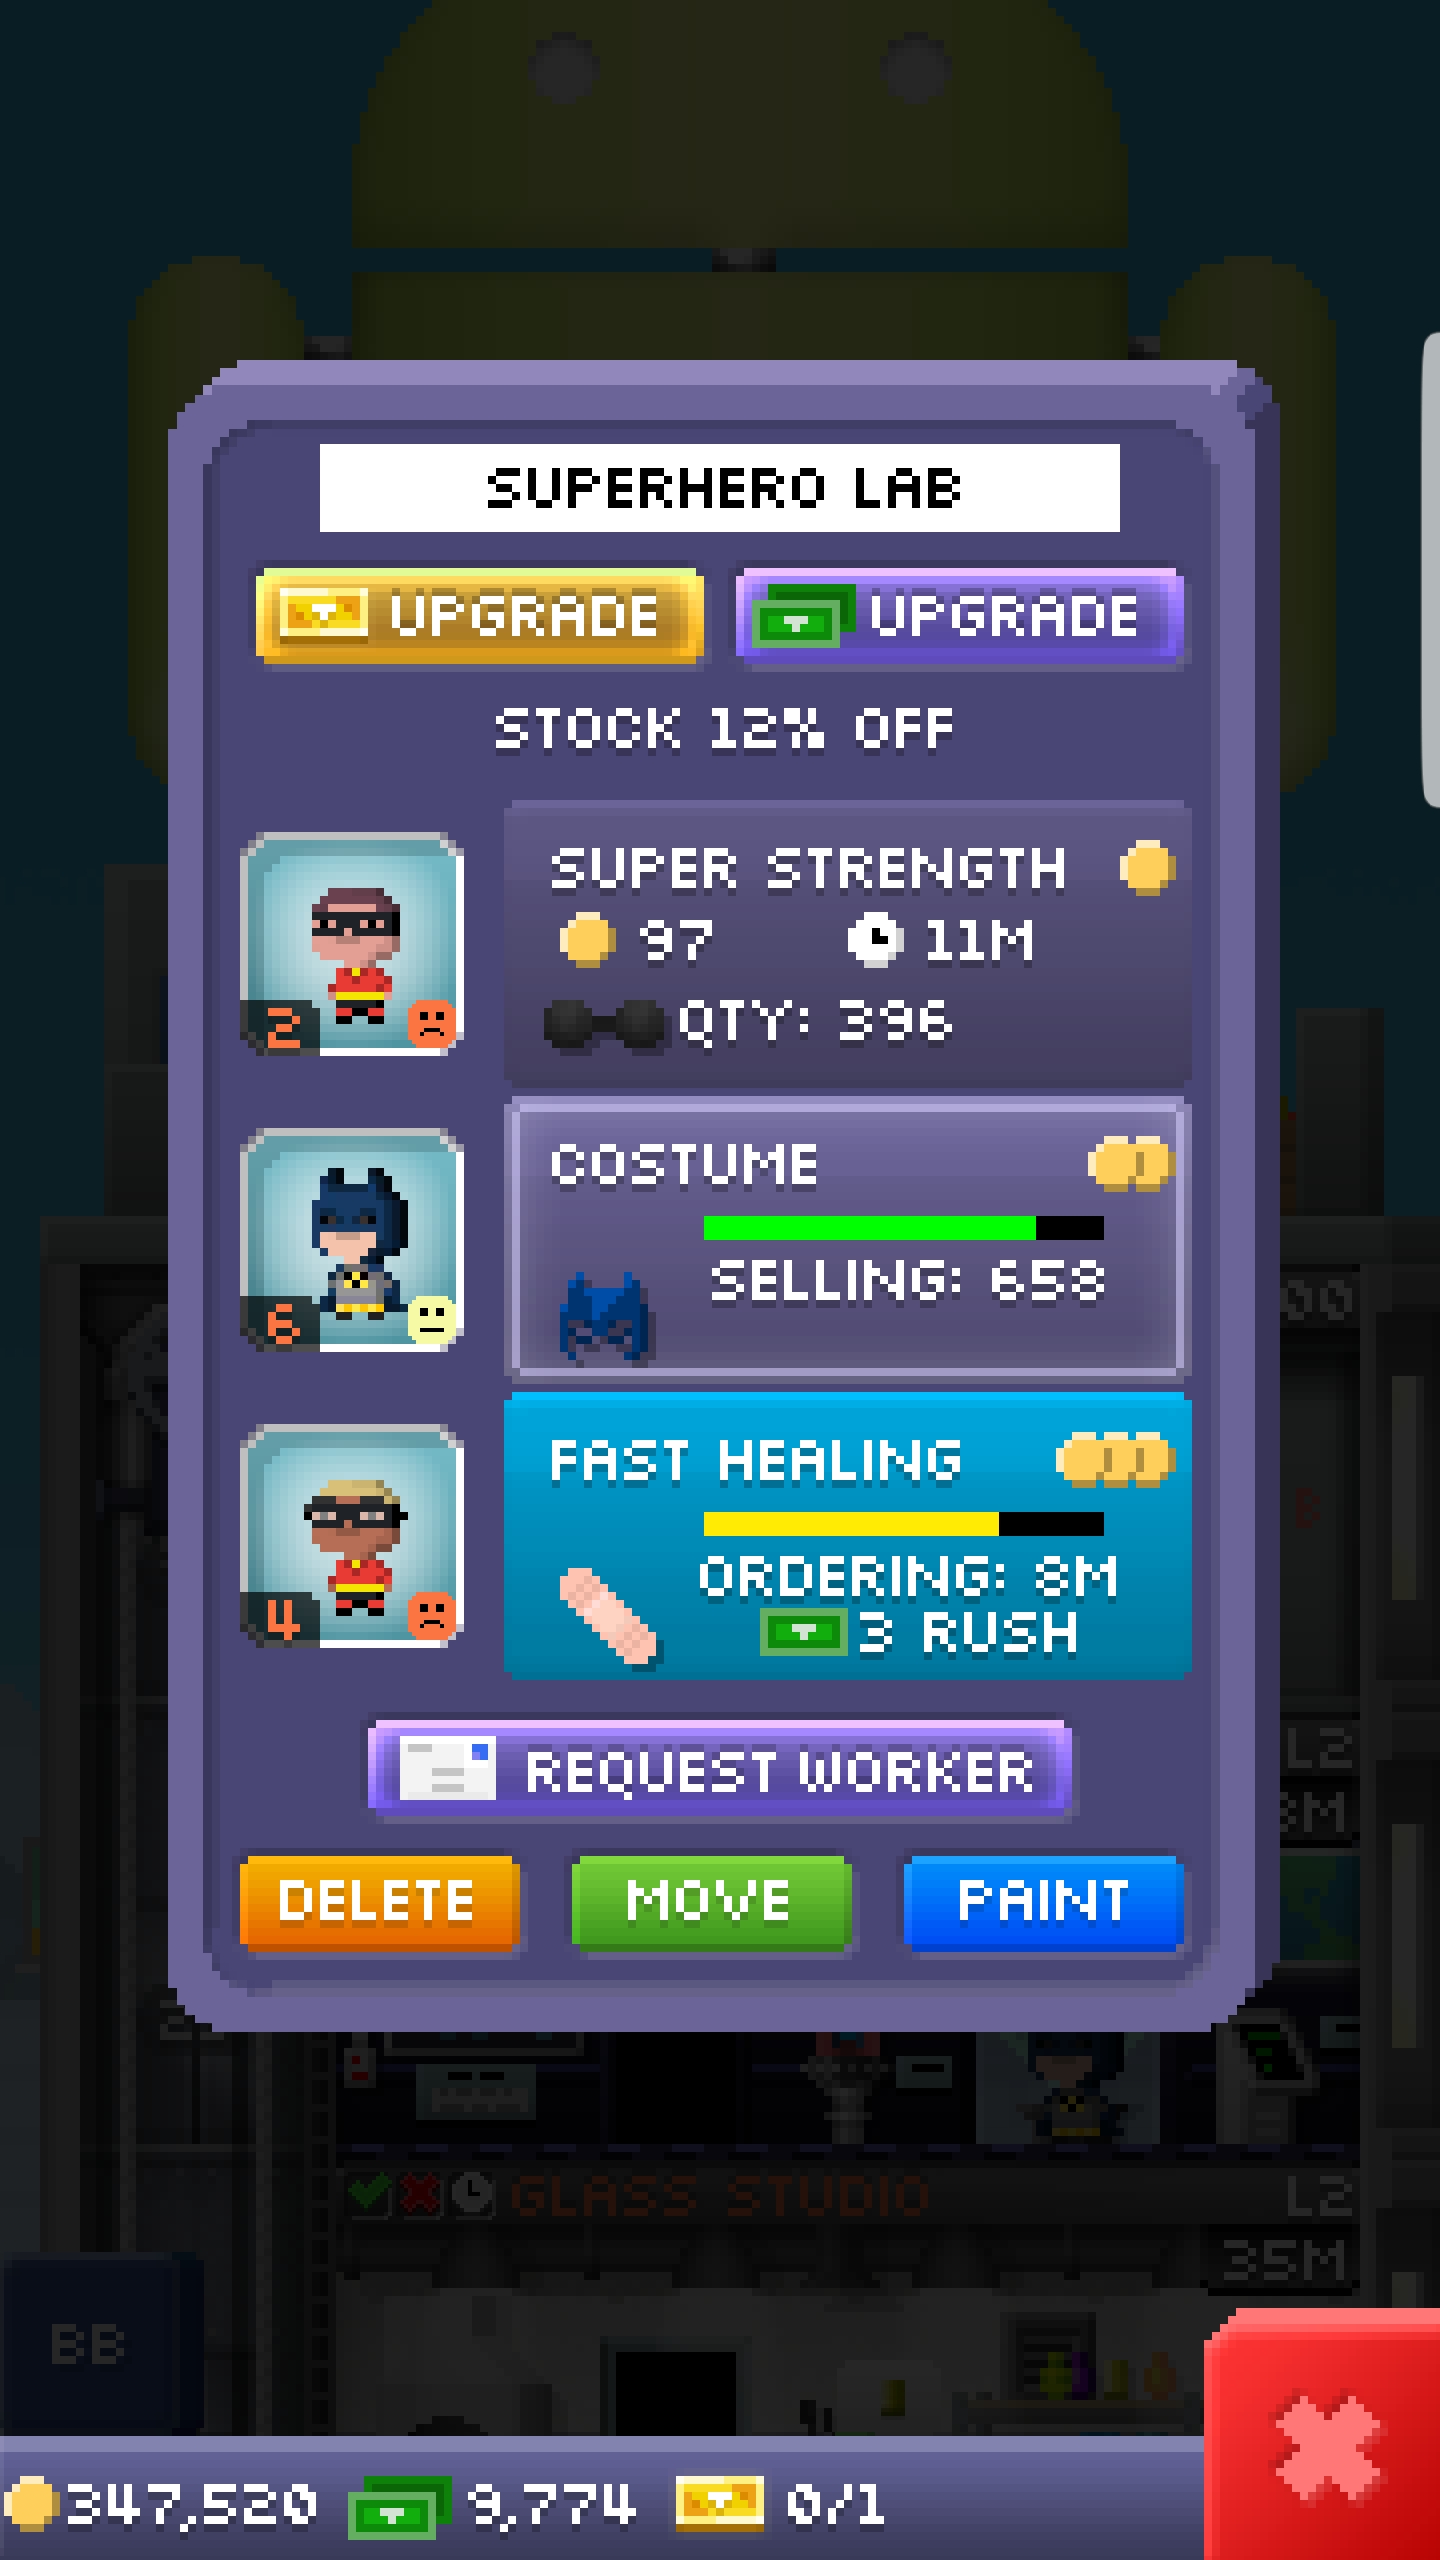 SUPERHERO LAB
UPGRADE UPGRADE
STOCK 12% OFF
SUPER STRENGTH
97 11M
2
QTY: 396
COSTUME
SELLING: 658
6
FAST HEALING
ORDERING: 8M
4
3 RUSH
REQUEST WORKER
DELETE MOVE PAINT
GLASS STUDIO L2
35M
BB
347,520 9,774 0/1